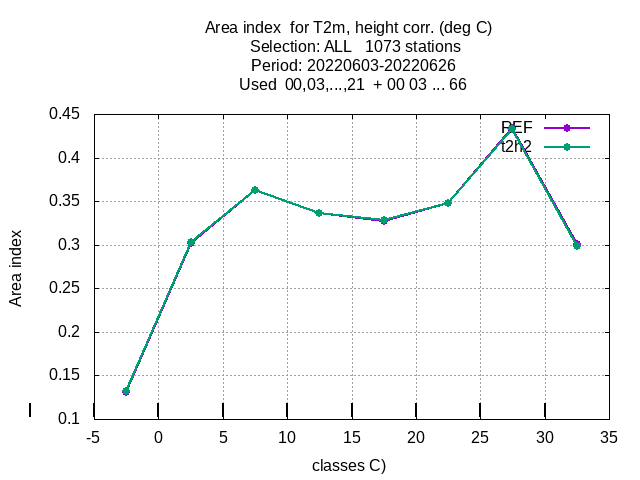 Area index for T2m, height corr. (deg C)
Selection: ALL 1073 stations
Period: 20220603-20220626
Used 00,03,...,21 + 00 03 ... 66
0.45
REF
t2h2
0.4
0.35
0.3
0.25
0.2
0.15
0.1
Area index
-5 0 5 10 15 20 25 30 35
classes C)